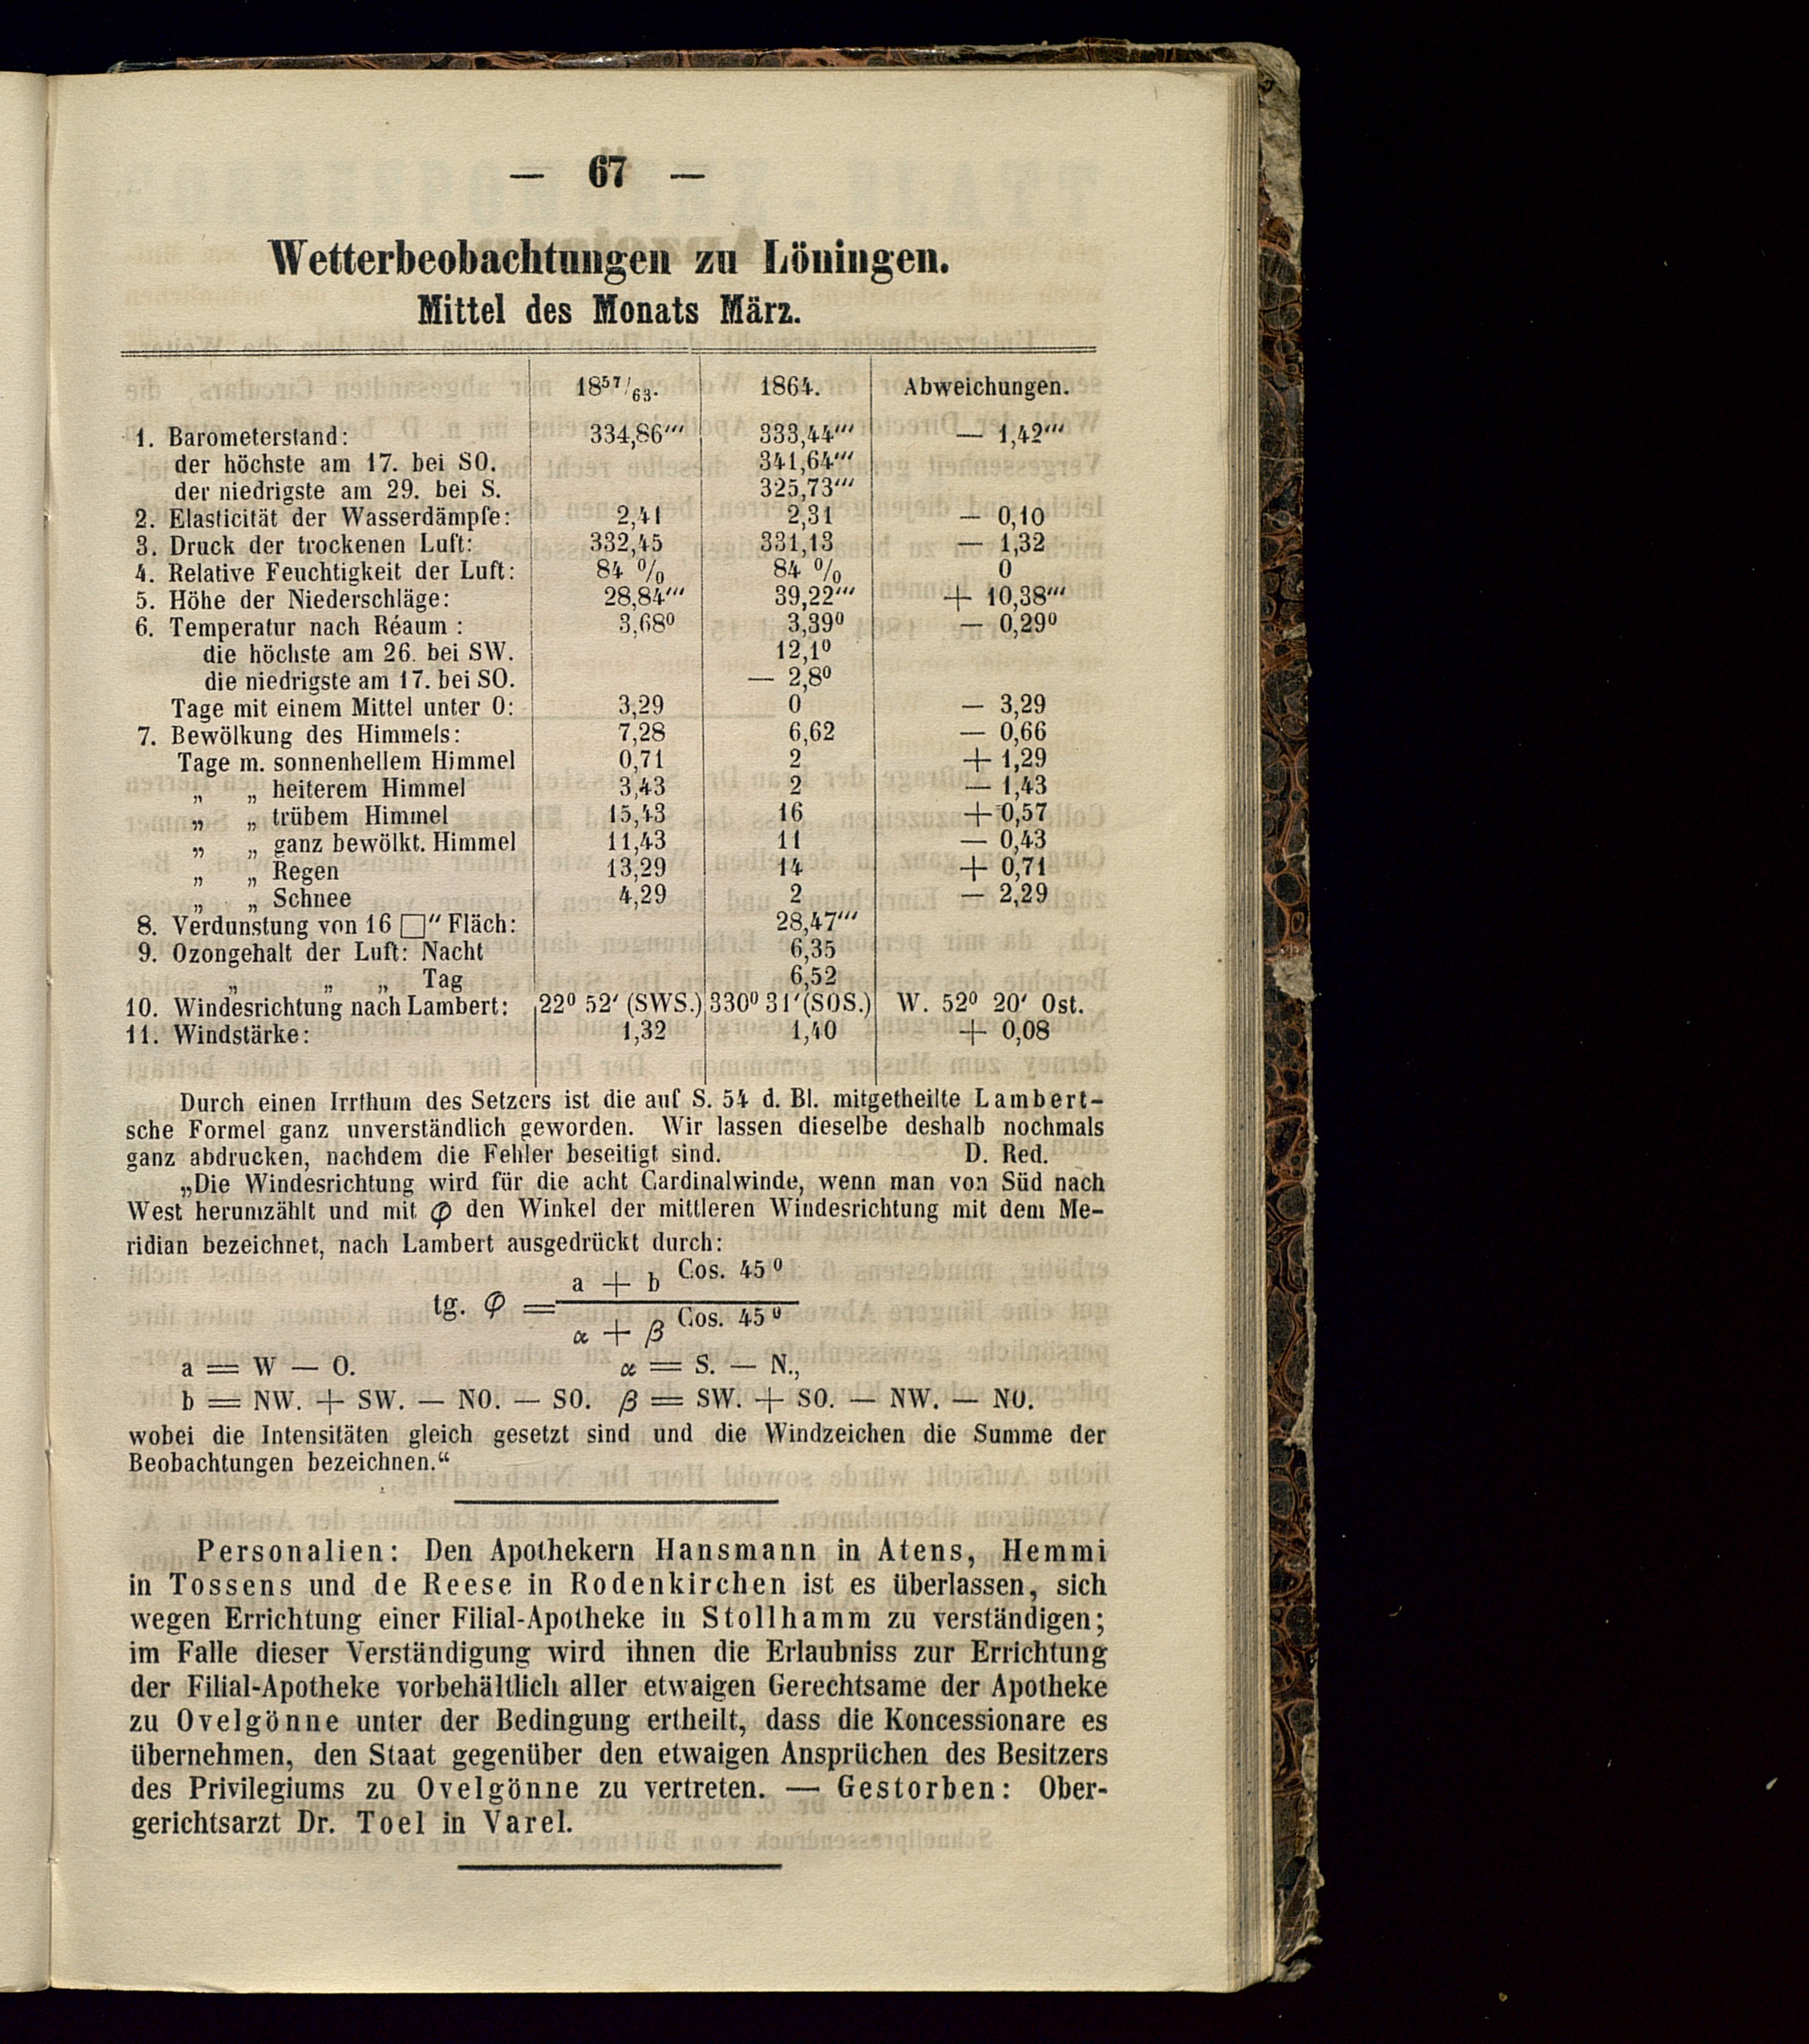 — 67 —
Wetterbeobachtungen zu Löningen.
Mittel des Monats März.
18⁵⁷/₆₃. 1864. Abweichungen.
1. Barometerstand: 334,86‴ 333,44‴ — 1,42‴
der höchste am 17. bei SO. 341,64‴
der niedrigste am 29. bei S. 325,73‴
2. Elasticität der Wasserdämpfe: 2,41 2,31 — 0,10
3. Druck der trockenen Luft: 332,45 331,13 — 1,32
4. Relative Feuchtigkeit der Luft: 84 % 84 % 0
5. Höhe der Niederschläge: 28,84‴ 39,22‴ + 10,38‴
6. Temperatur nach Réaum : 3,68⁰ 3,39⁰ — 0,29⁰
die höchste am 26. bei SW. 12,1⁰
die niedrigste am 17. bei SO. — 2,8⁰
Tage mit einem Mittel unter 0: 3,29 0 — 3,29
7. Bewölkung des Himmels: 7,28 6,62 — 0,66
Tage m. sonnenhellem Himmel 0,71 2 + 1,29
„ „ heiterem Himmel 3,43 2 — 1,43
„ „ trübem Himmel 15,43 16 + 0,57
„ „ ganz bewölkt. Himmel 11,43 11 — 0,43
„ „ Regen 13,29 14 + 0,71
„ „ Schnee 4,29 2 — 2,29
8. Verdunstung von 16 □″ Fläch: 28,47‴
9. Ozongehalt der Luft: Nacht 6,35
„ „ „ Tag 6,52
10. Windesrichtung nach Lambert: 22⁰ 52′ (SWS.) 330⁰ 31′ (SOS.) W. 52⁰ 20′ Ost.
11. Windstärke: 1,32 1,40 + 0,08
Durch einen Irrthum des Setzers ist die auf S. 54 d. Bl. mitgetheilte Lambert-
sche Formel ganz unverständlich geworden. Wir lassen dieselbe deshalb nochmals
ganz abdrucken, nachdem die Fehler beseitigt sind. D. Red.
„Die Windesrichtung wird für die acht Cardinalwinde, wenn man von Süd nach
West herumzählt und mit φ den Winkel der mittleren Windesrichtung mit dem Me-
ridian bezeichnet, nach Lambert ausgedrückt durch:
a + b Cos. 45⁰
tg. φ =
α + β Cos. 45⁰
a = W — O. α = S. — N.,
b = NW. + SW. — NO. — SO. β = SW. + SO. — NW. — NO.
wobei die Intensitäten gleich gesetzt sind und die Windzeichen die Summe der
Beobachtungen bezeichnen.“
Personalien: Den Apothekern Hansmann in Atens, Hemmi
in Tossens und de Reese in Rodenkirchen ist es überlassen, sich
wegen Errichtung einer Filial-Apotheke in Stollhamm zu verständigen;
im Falle dieser Verständigung wird ihnen die Erlaubniss zur Errichtung
der Filial-Apotheke vorbehältlich aller etwaigen Gerechtsame der Apotheke
zu Ovelgönne unter der Bedingung ertheilt, dass die Koncessionare es
übernehmen, den Staat gegenüber den etwaigen Ansprüchen des Besitzers
des Privilegiums zu Ovelgönne zu vertreten. — Gestorben: Ober-
gerichtsarzt Dr. Toel in Varel.